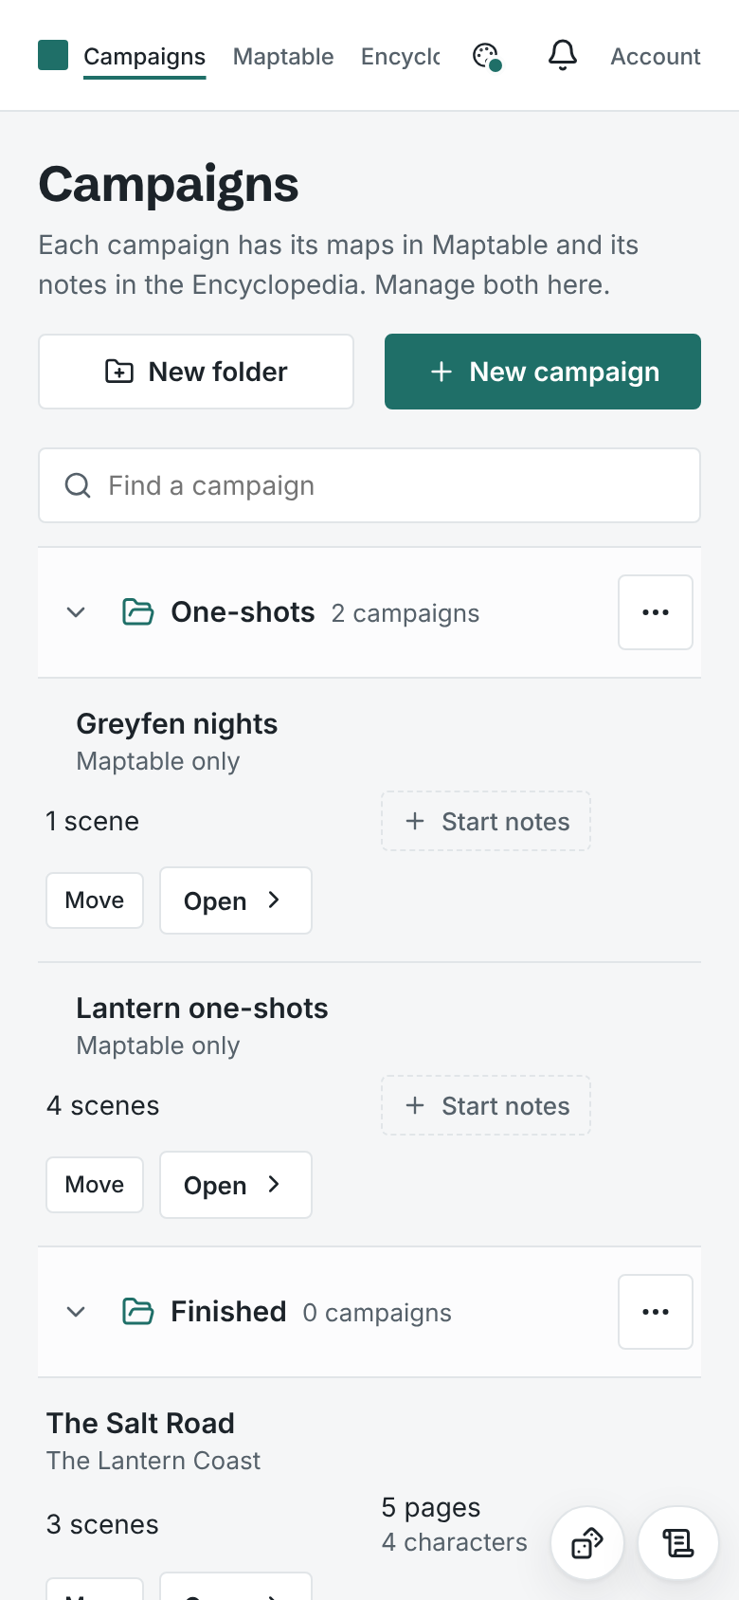 Campaigns Maptable Encyclo Account
Campaigns
Each campaign has its maps in Maptable and its
notes in the Encyclopedia. Manage both here.
New folder
New campaign
Find a campaign
One-shots 2 campaigns
Greyfen nights
Maptable only
1 scene
Start notes
Move
Open
Lantern one-shots
Maptable only
4 scenes
Start notes
Move
Open
Finished 0 campaigns
The Salt Road
The Lantern Coast
3 scenes
5 pages
4 characters